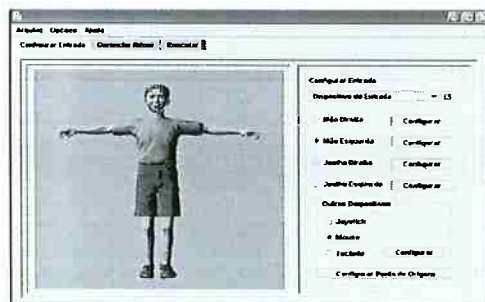 Arquivo Opções Ajuda
Configurar Entrada Gerenciar Executar
Configurar Entrada
Dispositivo de Entrada
Mão Direita Configurar
Mão Esquerda Configurar
Joelho Direito Configurar
Joelho Esquerdo Configurar
Outros Dispositivos
Joystick
Mouse
Teclado Configurar
Configurar Ponto de Origem